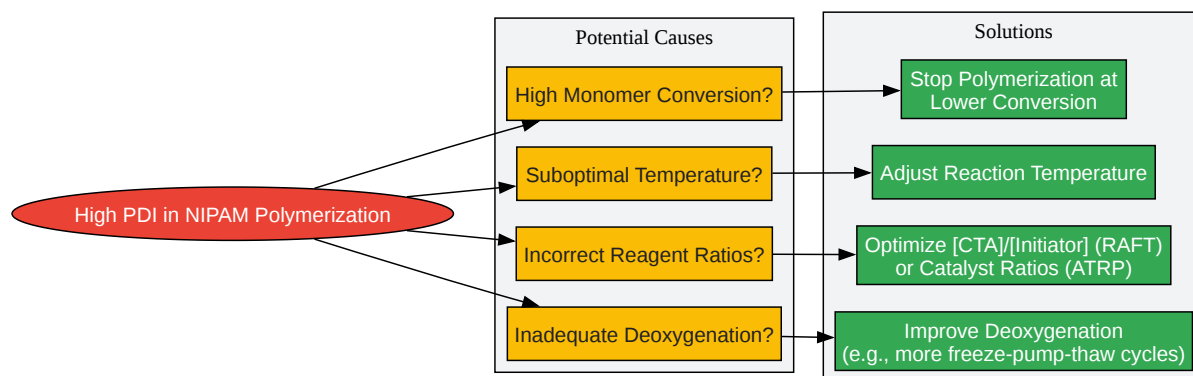 Potential Causes
Solutions
High PDI in NIPAM Polymerization
High Monomer Conversion?
Stop Polymerization at
Lower Conversion
Suboptimal Temperature?
Adjust Reaction Temperature
Incorrect Reagent Ratios?
Optimize [CTA]/[Initiator] (RAFT)
or Catalyst Ratios (ATRP)
Inadequate Deoxygenation?
Improve Deoxygenation
(e.g., more freeze-pump-thaw cycles)